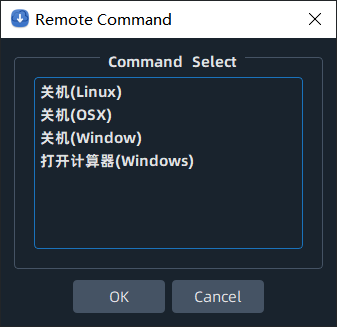 Remote Command
Command Select
关机(Linux)
关机(OSX)
关机(Window)
打开计算器(Windows)
OK Cancel